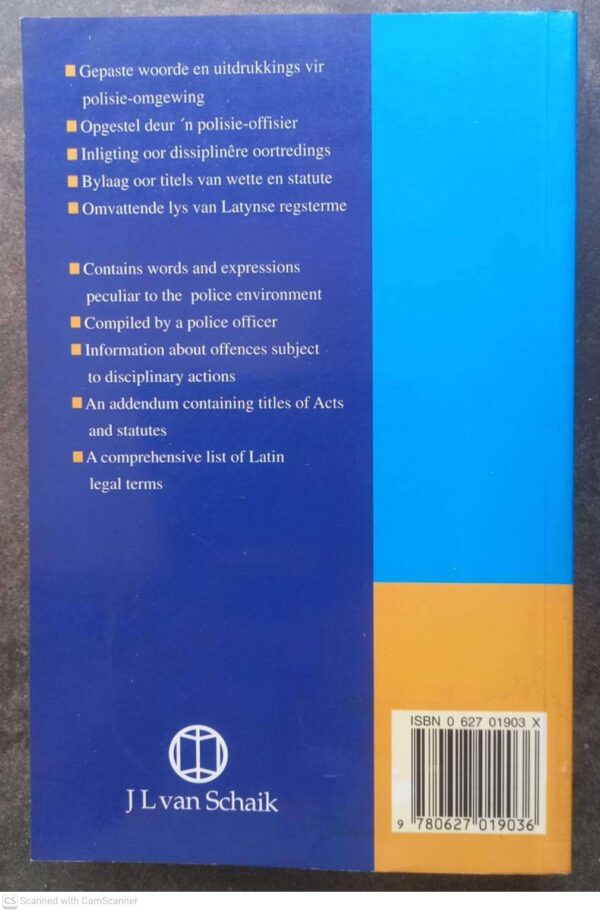 ■ Gepaste woorde en uitdrukkings vir
polisie-omgewing
■ Opgestel deur ´n polisie-offisier
■ Inligting oor dissiplinêre oortredings
■ Bylaag oor titels van wette en statute
■ Omvattende lys van Latynse regsterme
■ Contains words and expressions
peculiar to the police environment
■ Compiled by a police officer
■ Information about offences subject
to disciplinary actions
■ An addendum containing titles of Acts
and statutes
■ A comprehensive list of Latin
legal terms
ISBN 0 627 01903 X
9 780627 019036
J L van Schaik
CS Scanned with CamScanner